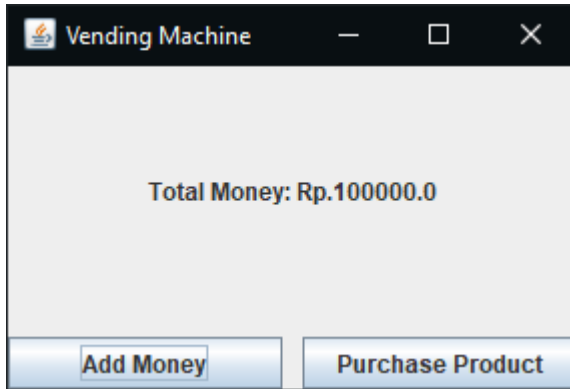 Vending Machine
Total Money: Rp.100000.0
Add Money
Purchase Product